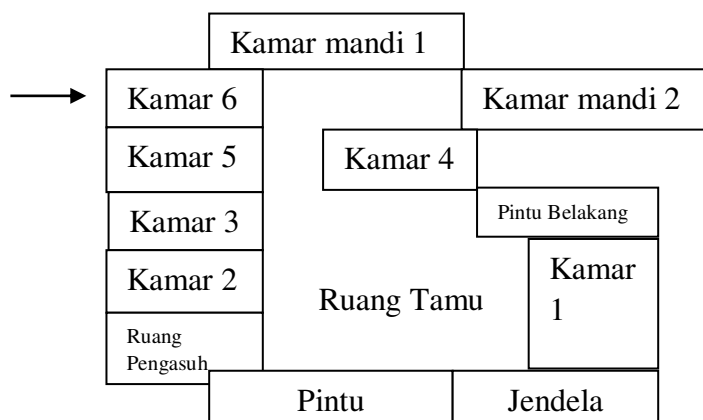 Kamar mandi 1
Kamar 6
Kamar mandi 2
Kamar 5
Kamar 4
Kamar 3
Pintu Belakang
Kamar 2
Kamar
1
Ruang Tamu
Ruang
Pengasuh
Pintu
Jendela